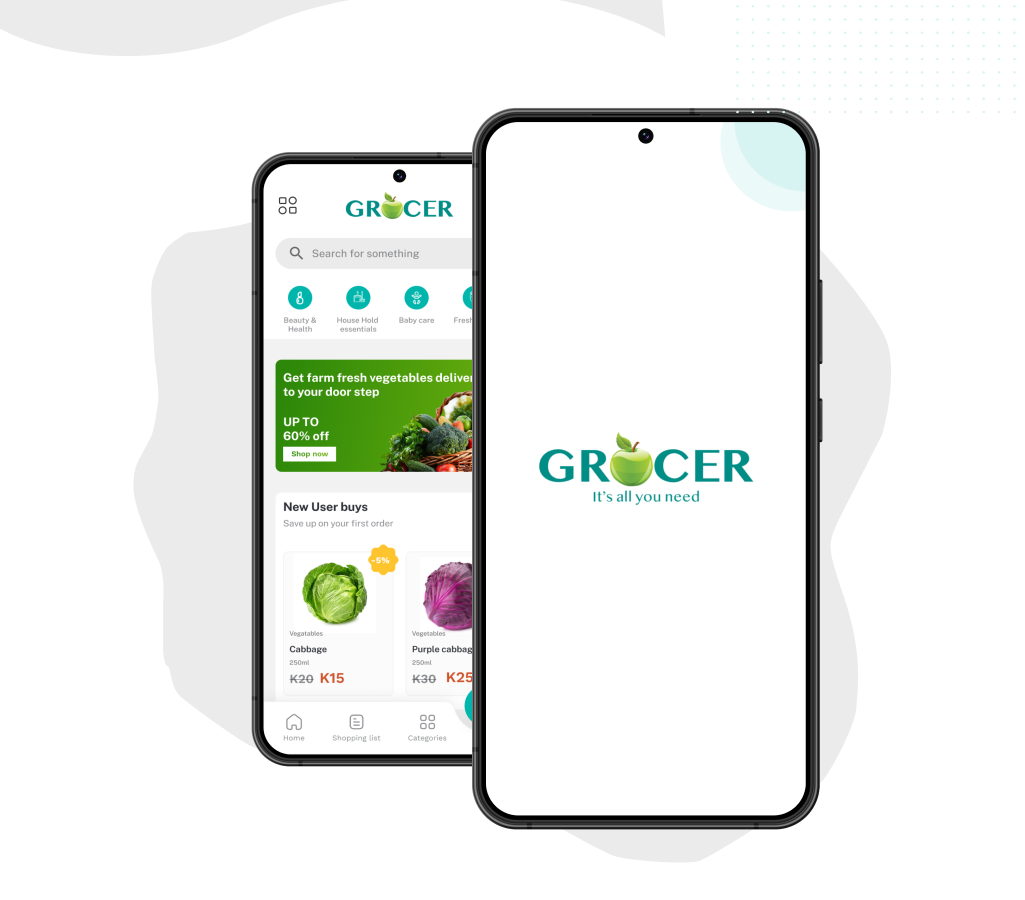 GROCER
Search for something
Beauty &
Health
House Hold
essentials
Baby care
Fresh
Get farm fresh vegetables deliver
to your door step
UP TO
60% off
Shop now
New User buys
Save up on your first order
-5%
Vegatables
Cabbage
250ml
K20 K15
Vegetables
Purple cabbag
250ml
K30 K25
Home
Shopping list
Categories
GROCER
It's all you need